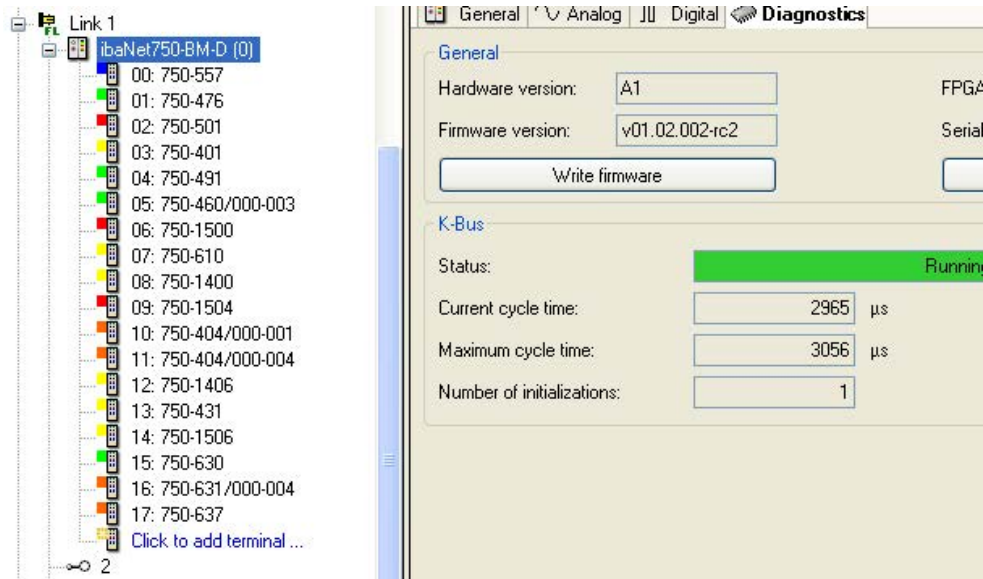 Link 1
ibaNet750-BM-D (0)
00: 750-557
01: 750-476
02: 750-501
03: 750-401
04: 750-491
05: 750-460/000-003
06: 750-1500
07: 750-610
08: 750-1400
09: 750-1504
10: 750-404/000-001
11: 750-404/000-004
12: 750-1406
13: 750-431
14: 750-1506
15: 750-630
16: 750-631/000-004
17: 750-637
Click to add terminal ...
2
General Analog Digital Diagnostics
General
Hardware version: A1 FPGA
Firmware version: v01.02.002-rc2 Serial
Write firmware
K-Bus
Status: Running
Current cycle time: 2965 µs
Maximum cycle time: 3056 µs
Number of initializations: 1